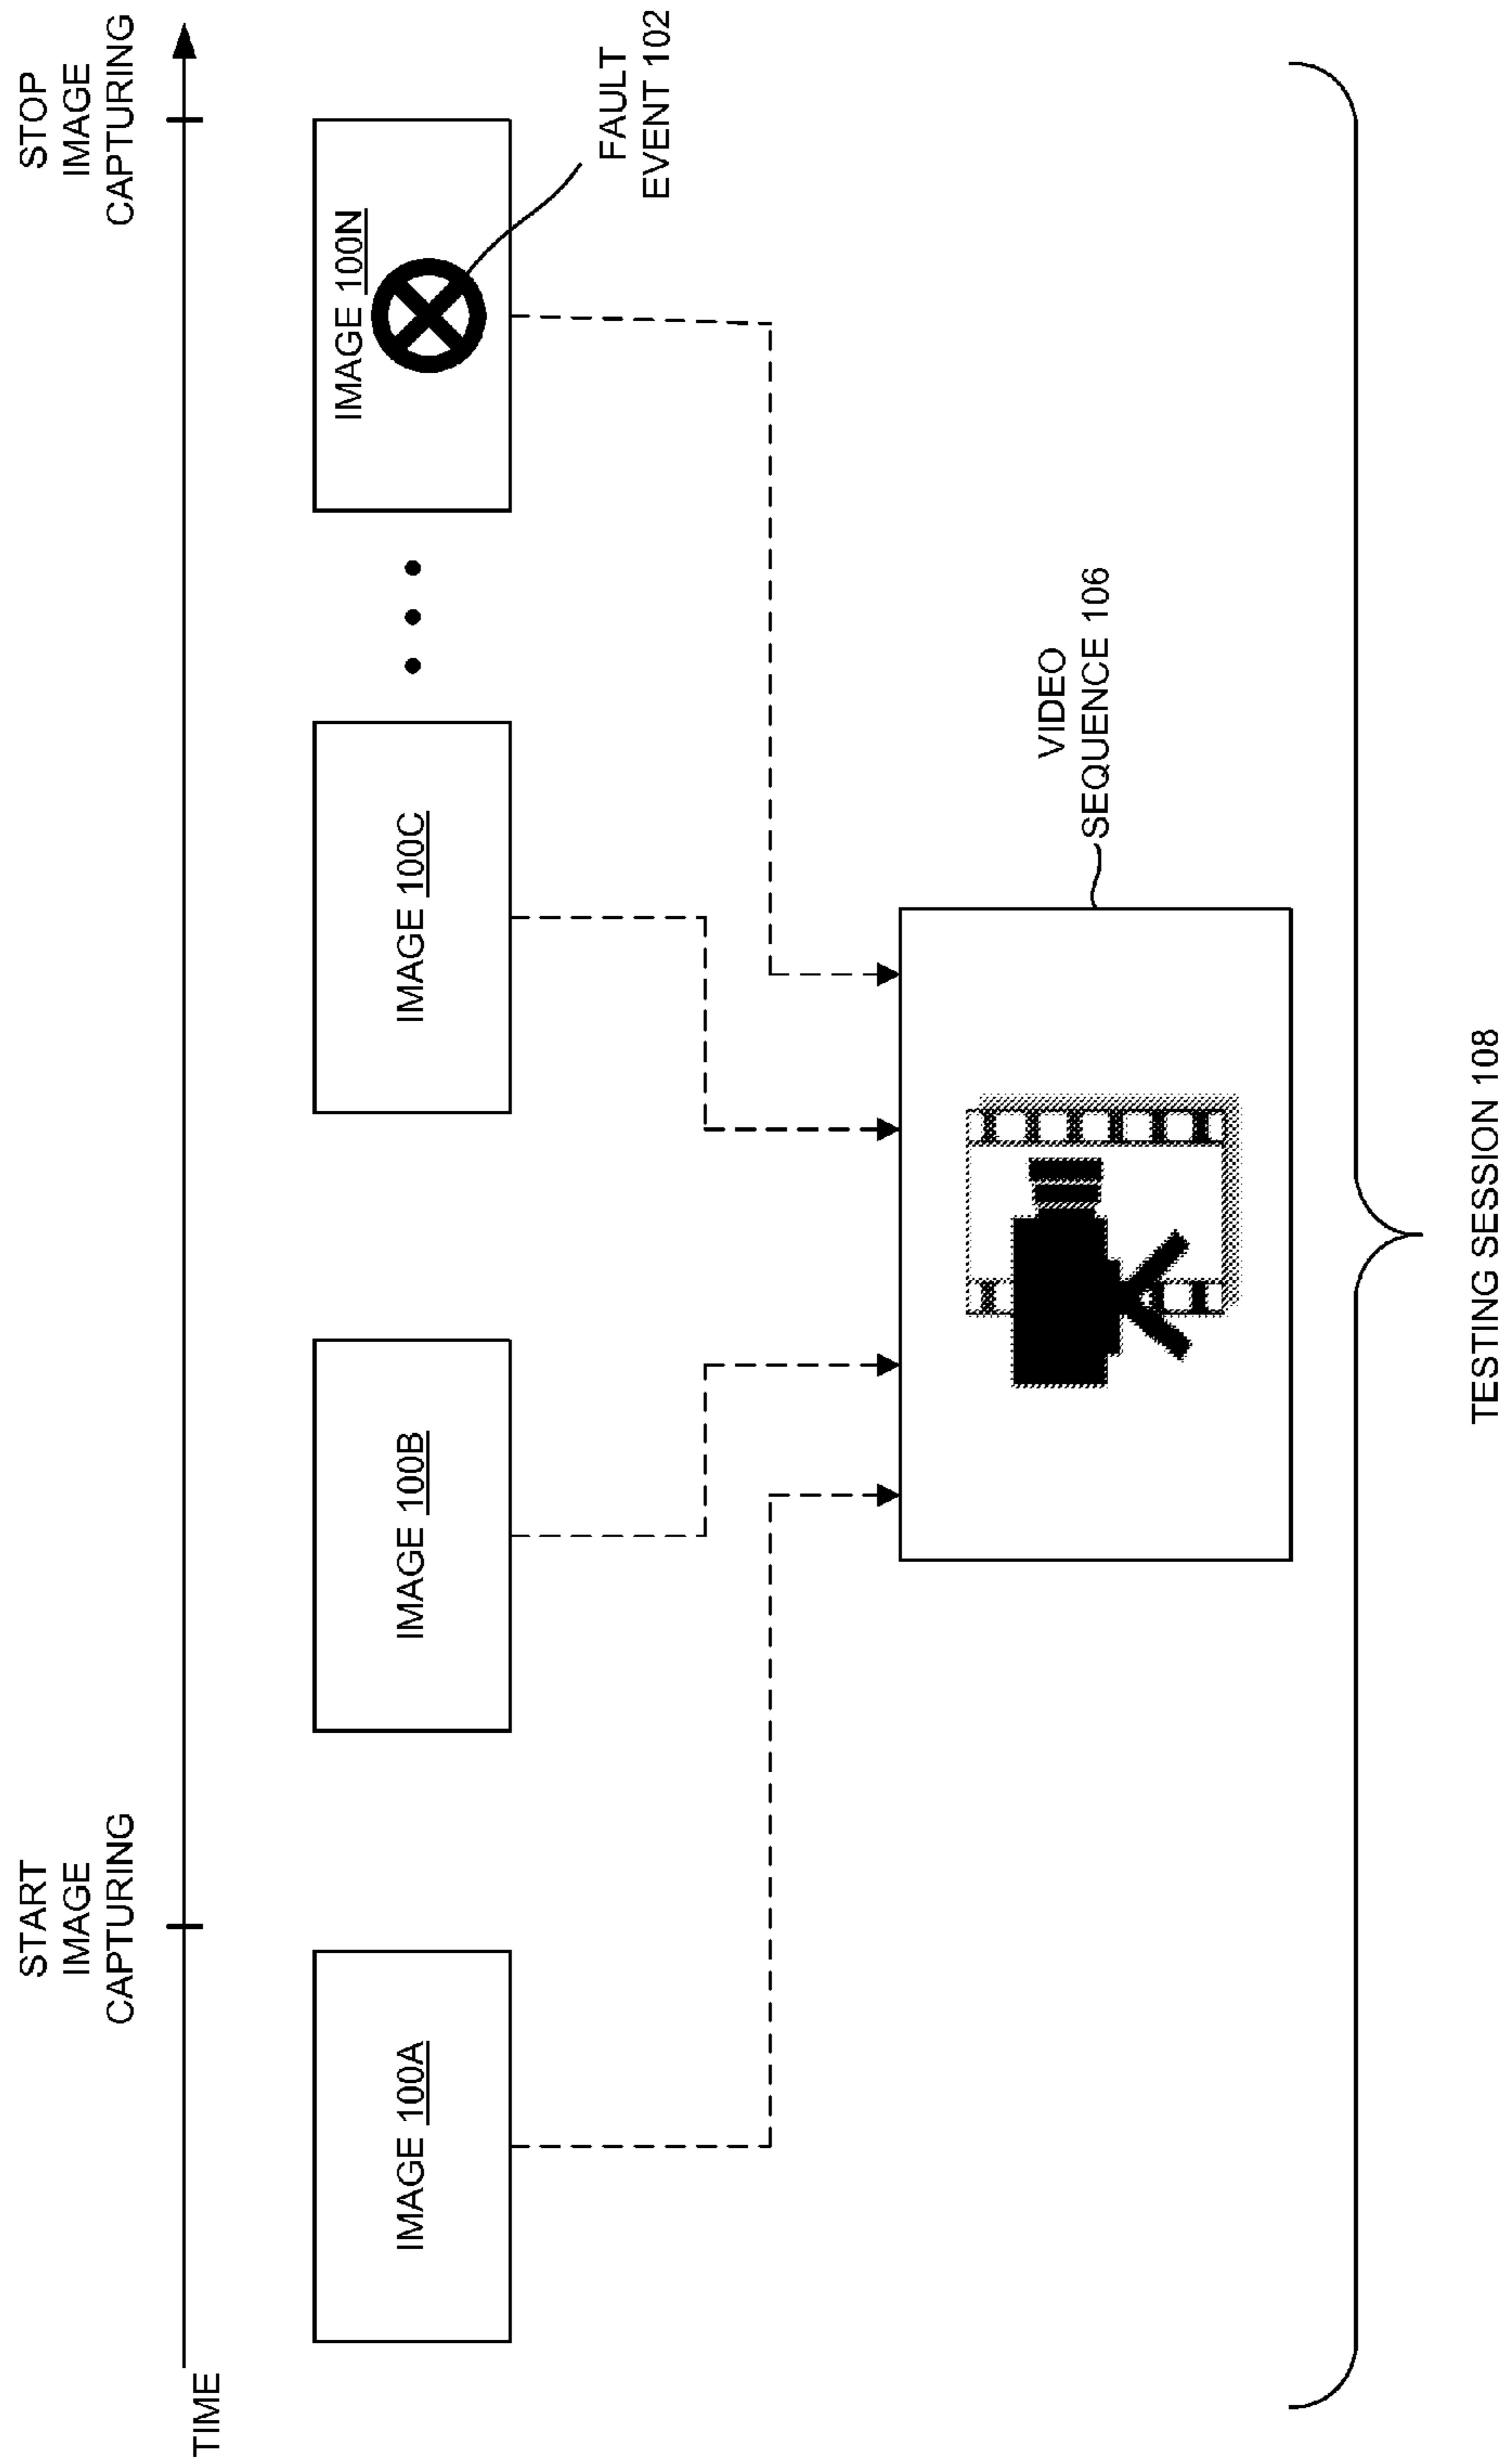 START
IMAGE
CAPTURING
STOP
IMAGE
CAPTURING
TIME
IMAGE 100A
IMAGE 100B
IMAGE 100C
IMAGE 100N
FAULT
EVENT 102
VIDEO
SEQUENCE 106
TESTING SESSION 108